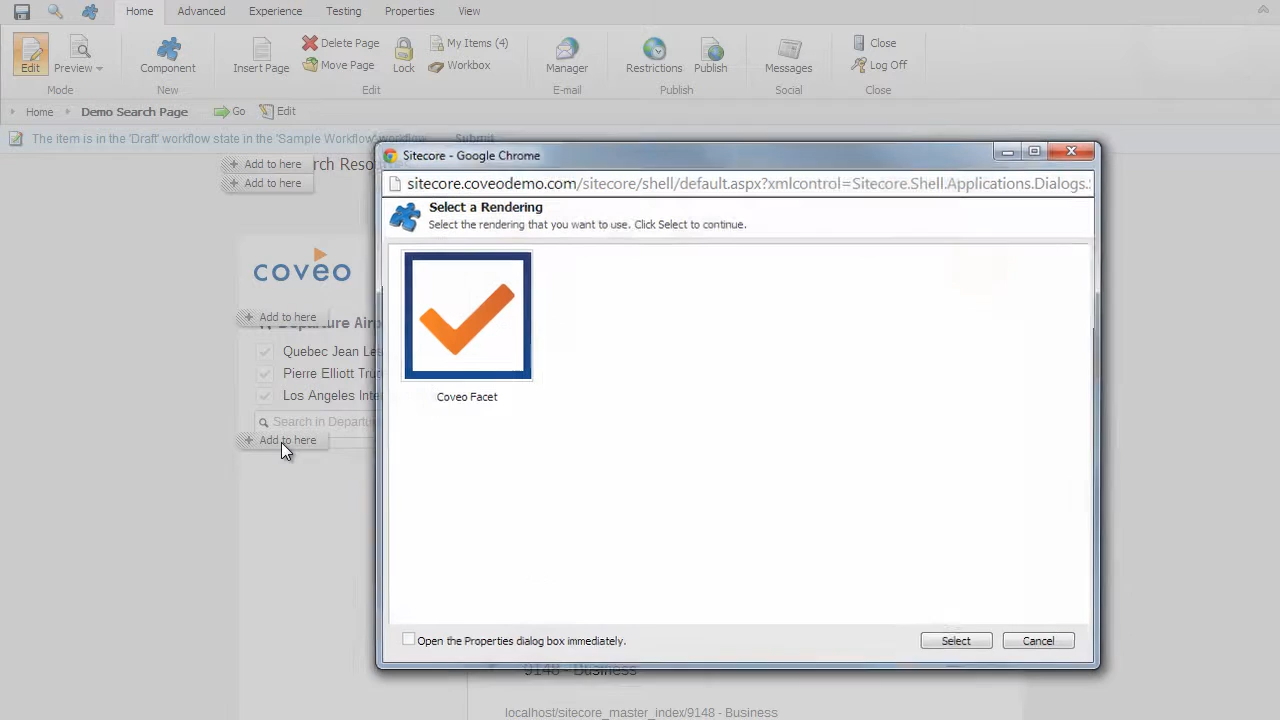 Home Advanced Experience Testing Properties View
Edit Preview Component Insert Page Delete Page Move Page Lock My Items (4) Workbox Manager Restrictions Publish Messages Close Log Off
Mode New Edit E-mail Publish Social Close
Home Demo Search Page Go Edit
The item is in the 'Draft' workflow state in the 'Sample Workflow' workflow. Submit
Add to here
Add to here
Sitecore - Google Chrome
sitecore.coveodemo.com/sitecore/shell/default.aspx?xmlcontrol=Sitecore.Shell.Applications.Dialogs.
Select a Rendering
Select the rendering that you want to use. Click Select to continue.
coveo
Add to here
Departure
Quebec Jean
Pierre Elliott
Los Angeles
Search in
Add to here
Coveo Facet
Open the Properties dialog box immediately.
Select Cancel
9148 - Business
localhost/sitecore_master_index/9148 - Business